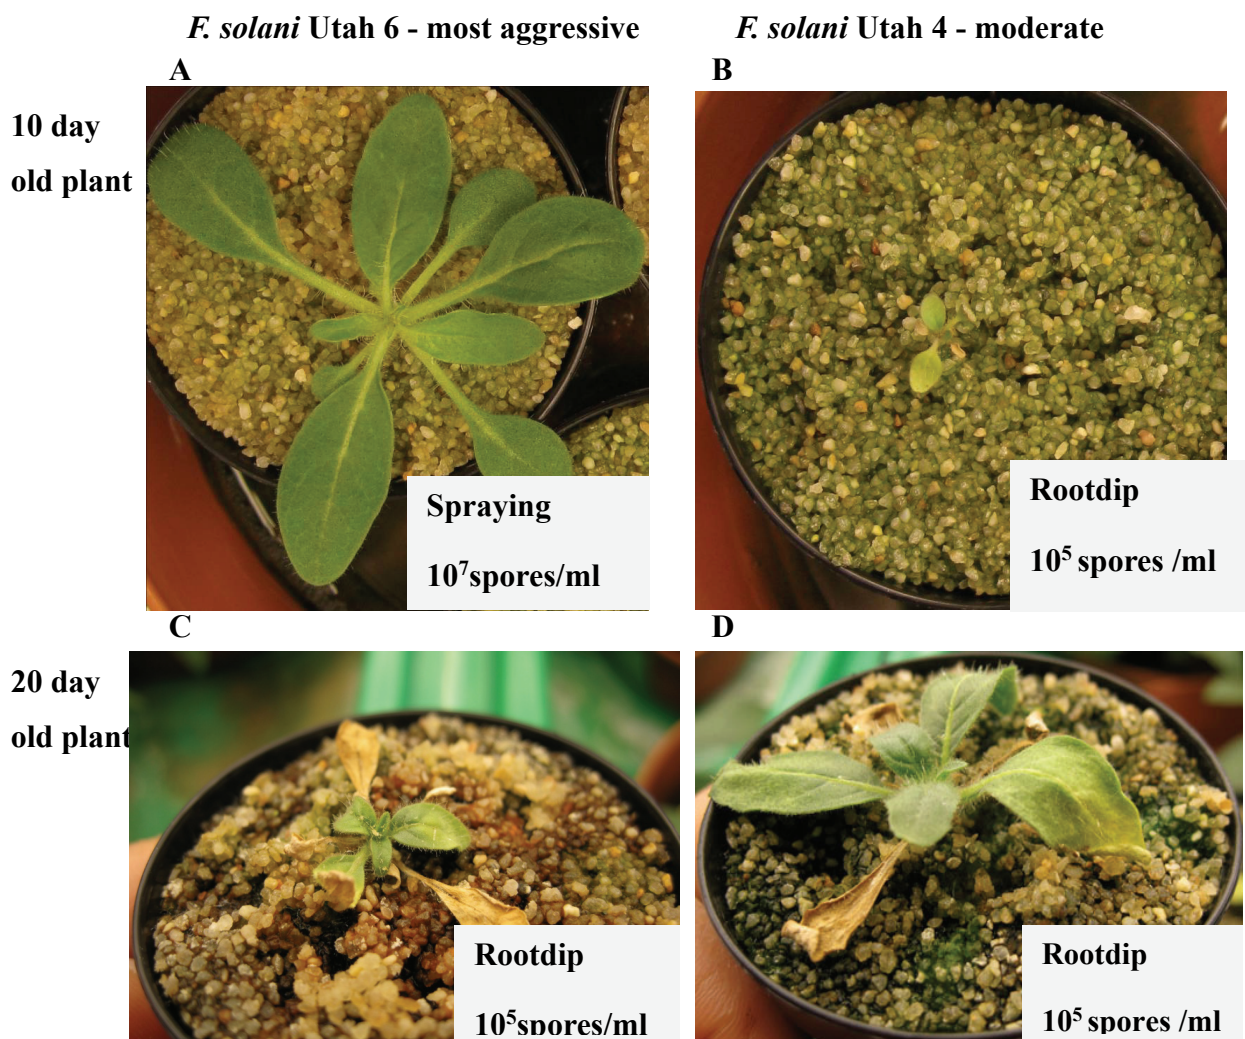 F. solani Utah 6 - most aggressive
F. solani Utah 4 - moderate
A
B
10 day
old plant
Spraying
10⁷spores/ml
Rootdip
10⁵ spores /ml
C
D
20 day
old plant
Rootdip
10⁵spores/ml
Rootdip
10⁵ spores /ml